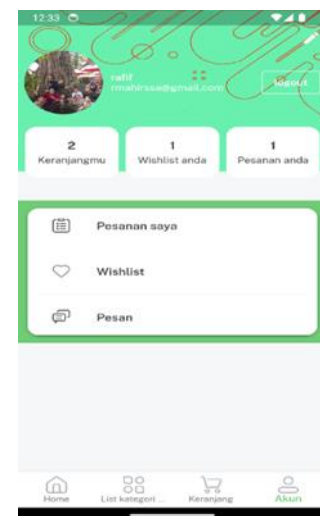 12:33
rafif
rmahirssa@gmail.com
logout
2
Keranjangmu
1
Wishlist anda
1
Pesanan anda
Pesanan saya
Wishlist
Pesan
Home
List kategori ...
Keranjang
Akun